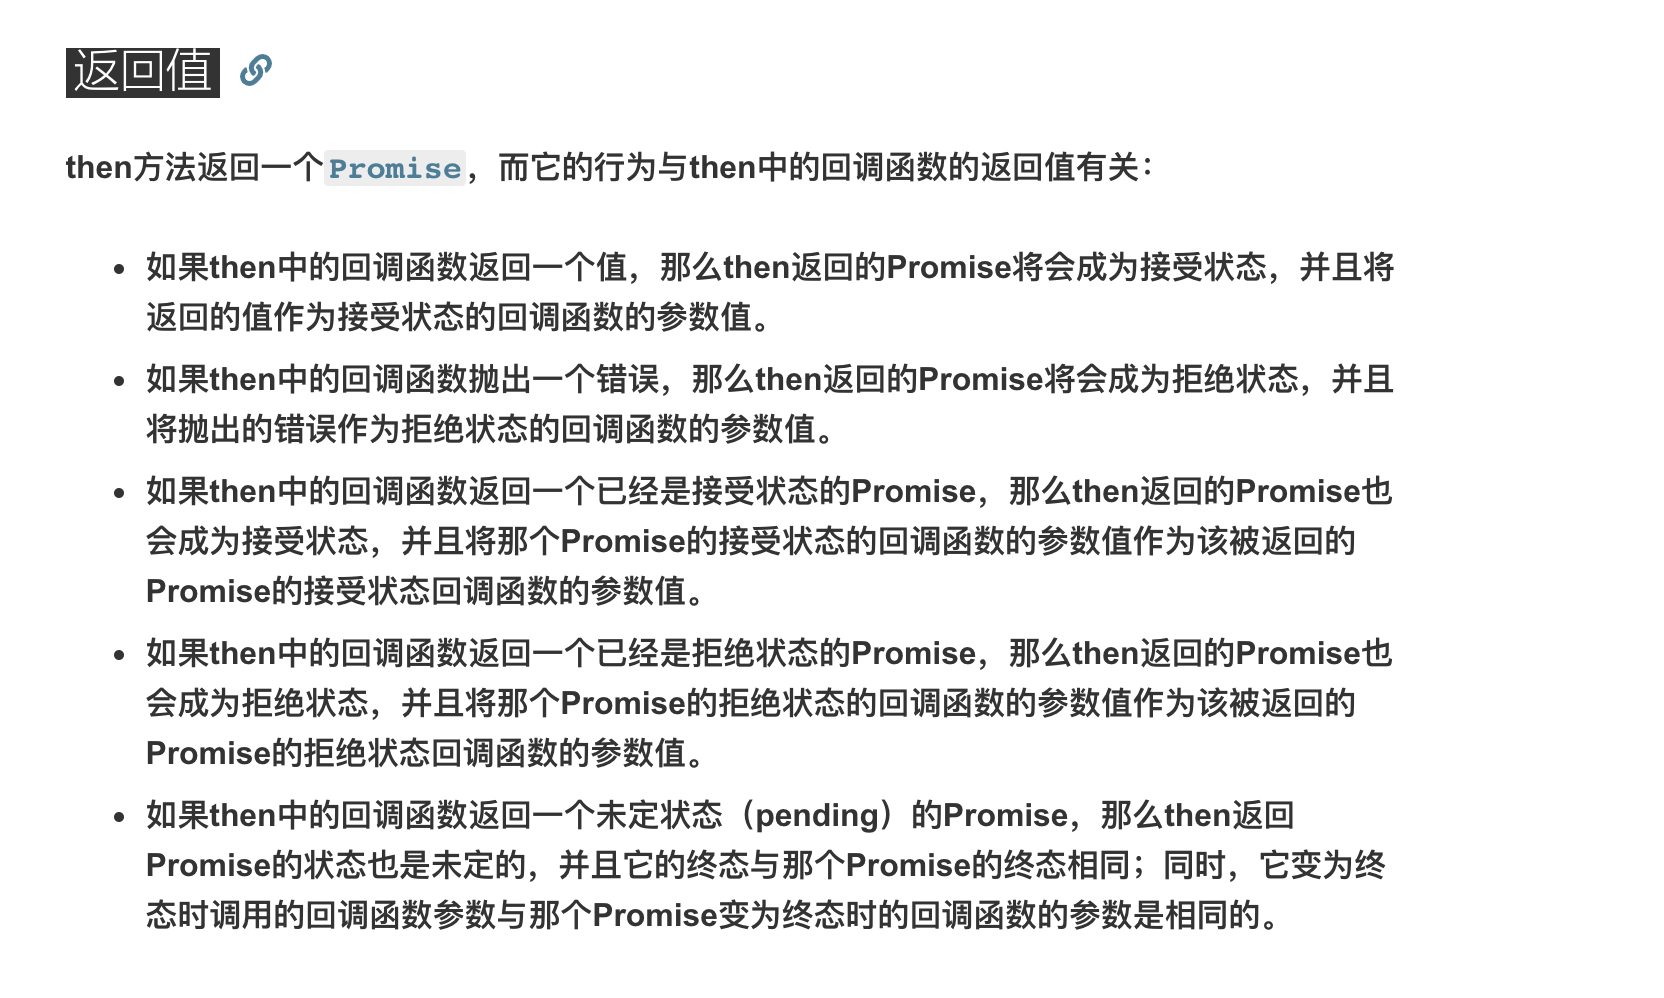 返回值
then方法返回一个Promise，而它的行为与then中的回调函数的返回值有关：
如果then中的回调函数返回一个值，那么then返回的Promise将会成为接受状态，并且将
返回的值作为接受状态的回调函数的参数值。
如果then中的回调函数抛出一个错误，那么then返回的Promise将会成为拒绝状态，并且
将抛出的错误作为拒绝状态的回调函数的参数值。
如果then中的回调函数返回一个已经是接受状态的Promise，那么then返回的Promise也
会成为接受状态，并且将那个Promise的接受状态的回调函数的参数值作为该被返回的
Promise的接受状态回调函数的参数值。
如果then中的回调函数返回一个已经是拒绝状态的Promise，那么then返回的Promise也
会成为拒绝状态，并且将那个Promise的拒绝状态的回调函数的参数值作为该被返回的
Promise的拒绝状态回调函数的参数值。
如果then中的回调函数返回一个未定状态（pending）的Promise，那么then返回
Promise的状态也是未定的，并且它的终态与那个Promise的终态相同；同时，它变为终
态时调用的回调函数参数与那个Promise变为终态时的回调函数的参数是相同的。